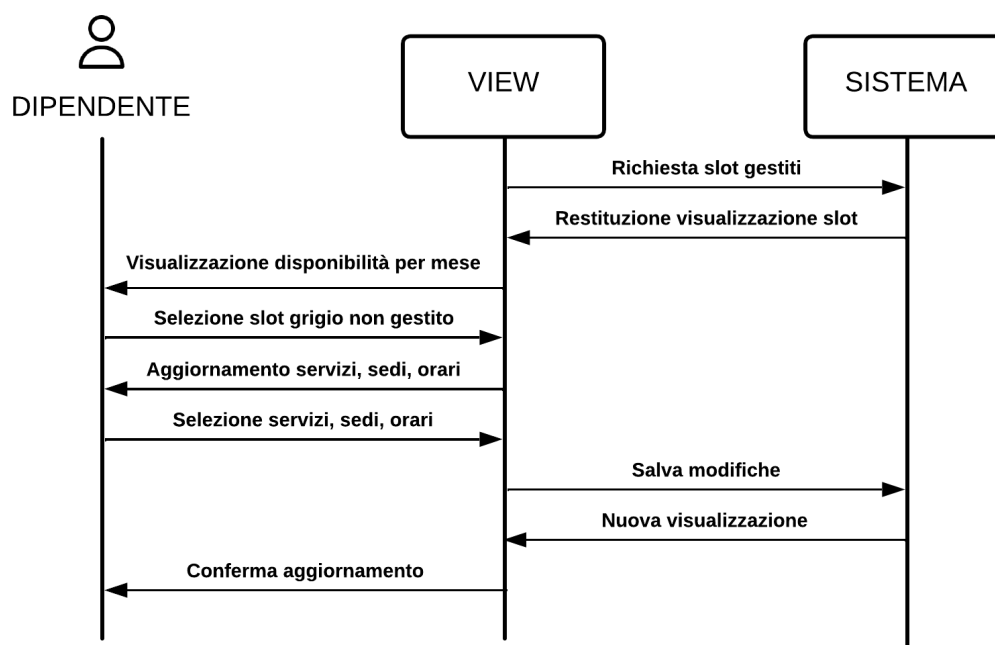 DIPENDENTE
VIEW
SISTEMA
Richiesta slot gestiti
Restituzione visualizzazione slot
Visualizzazione disponibilità per mese
Selezione slot grigio non gestito
Aggiornamento servizi, sedi, orari
Selezione servizi, sedi, orari
Salva modifiche
Nuova visualizzazione
Conferma aggiornamento